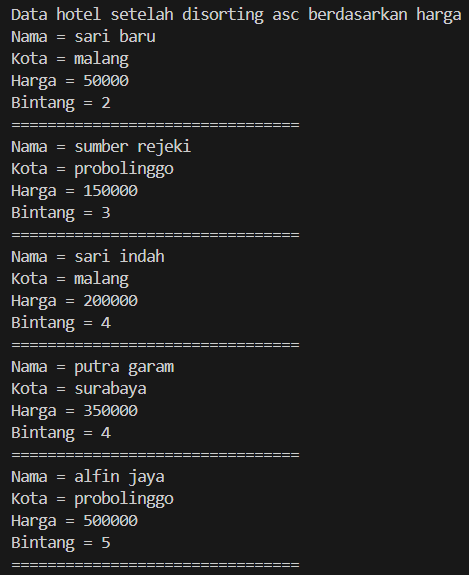 Data hotel setelah disorting asc berdasarkan harga
Nama = sari baru
Kota = malang
Harga = 50000
Bintang = 2
================================
Nama = sumber rejeki
Kota = probolinggo
Harga = 150000
Bintang = 3
================================
Nama = sari indah
Kota = malang
Harga = 200000
Bintang = 4
================================
Nama = putra garam
Kota = surabaya
Harga = 350000
Bintang = 4
================================
Nama = alfin jaya
Kota = probolinggo
Harga = 500000
Bintang = 5
================================